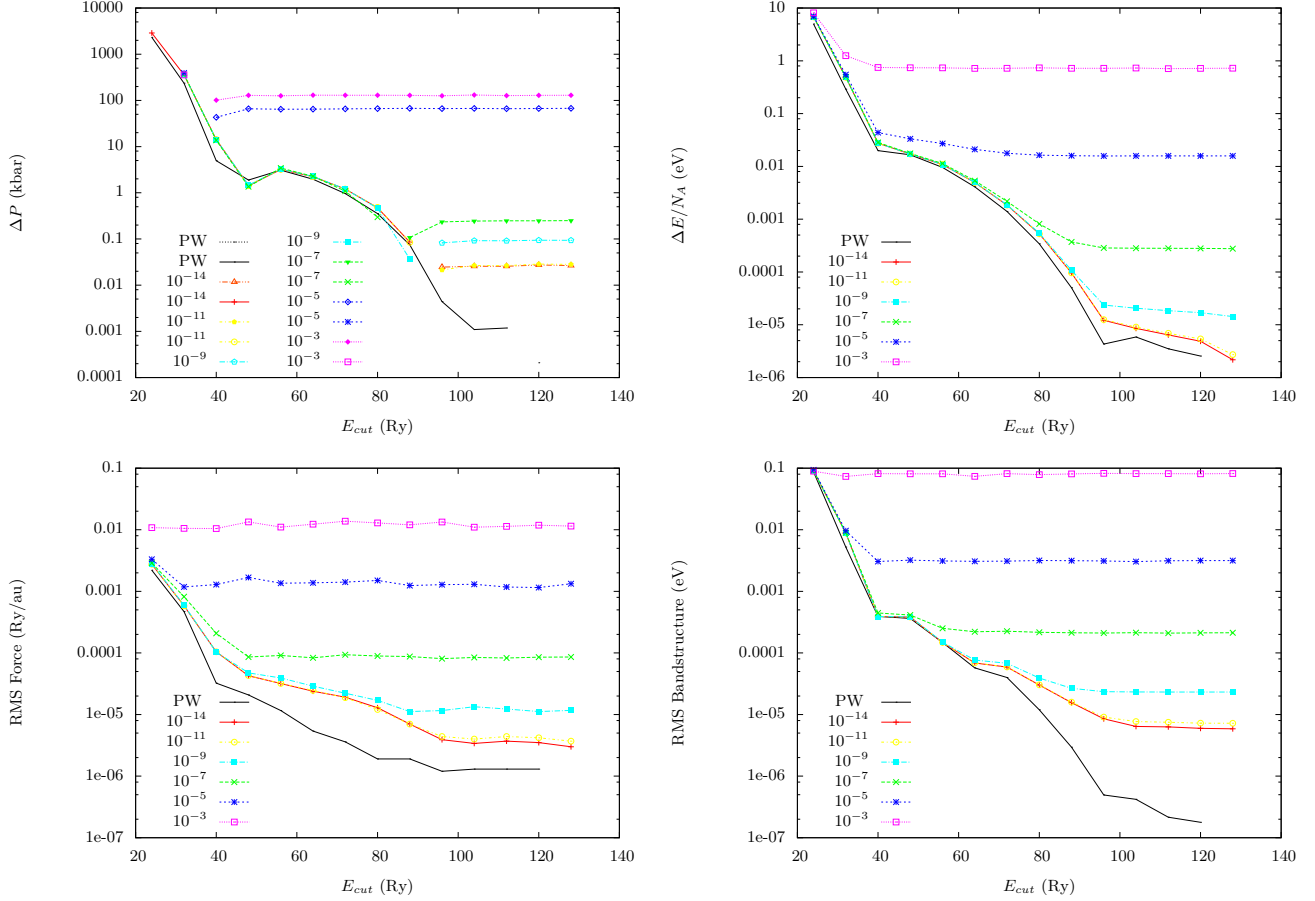 10000
1000
100
10
1
0.1
0.01
0.001
0.0001
ΔP (kbar)
PW
PW
10⁻¹⁴
10⁻¹⁴
10⁻¹¹
10⁻¹¹
10⁻⁹
10⁻⁹
10⁻⁷
10⁻⁷
10⁻⁵
10⁻⁵
10⁻³
10⁻³
20 40 60 80 100 120 140
E_cut (Ry)
10
1
0.1
0.01
0.001
0.0001
1e-05
1e-06
ΔE/N_A (eV)
PW
10⁻¹⁴
10⁻¹¹
10⁻⁹
10⁻⁷
10⁻⁵
10⁻³
20 40 60 80 100 120 140
E_cut (Ry)
0.1
0.01
0.001
0.0001
1e-05
1e-06
1e-07
RMS Force (Ry/au)
PW
10⁻¹⁴
10⁻¹¹
10⁻⁹
10⁻⁷
10⁻⁵
10⁻³
20 40 60 80 100 120 140
E_cut (Ry)
0.1
0.01
0.001
0.0001
1e-05
1e-06
1e-07
RMS Bandstructure (eV)
PW
10⁻¹⁴
10⁻¹¹
10⁻⁹
10⁻⁷
10⁻⁵
10⁻³
20 40 60 80 100 120 140
E_cut (Ry)